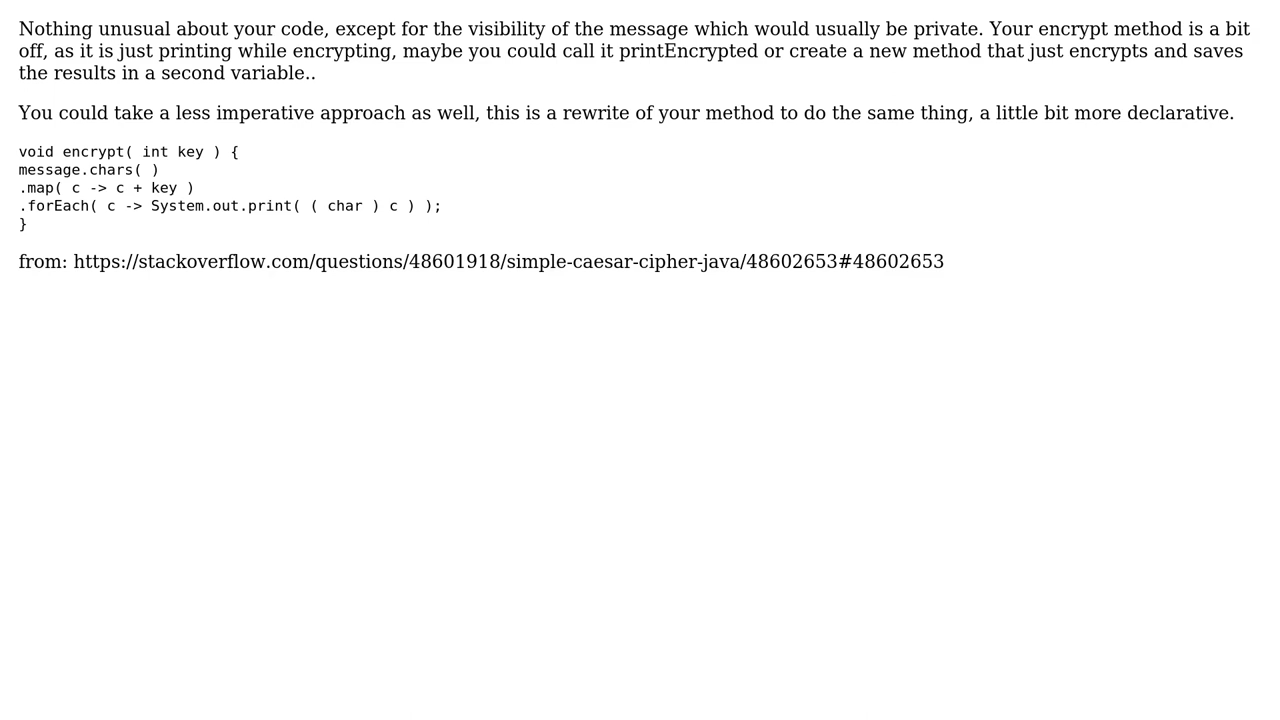 Nothing unusual about your code, except for the visibility of the message which would usually be private. Your encrypt method is a bit
off, as it is just printing while encrypting, maybe you could call it printEncrypted or create a new method that just encrypts and saves
the results in a second variable..
You could take a less imperative approach as well, this is a rewrite of your method to do the same thing, a little bit more declarative.
void encrypt( int key ) {
message.chars( )
.map( c -> c + key )
.forEach( c -> System.out.print( ( char ) c ) );
}
from: https://stackoverflow.com/questions/48601918/simple-caesar-cipher-java/48602653#48602653